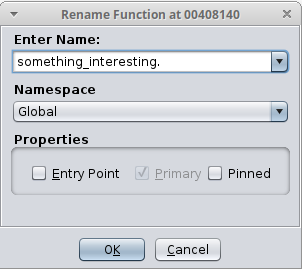 Rename Function at 00408140
Enter Name:
something_interesting.
Namespace
Global
Properties
Entry Point Primary Pinned
OK Cancel